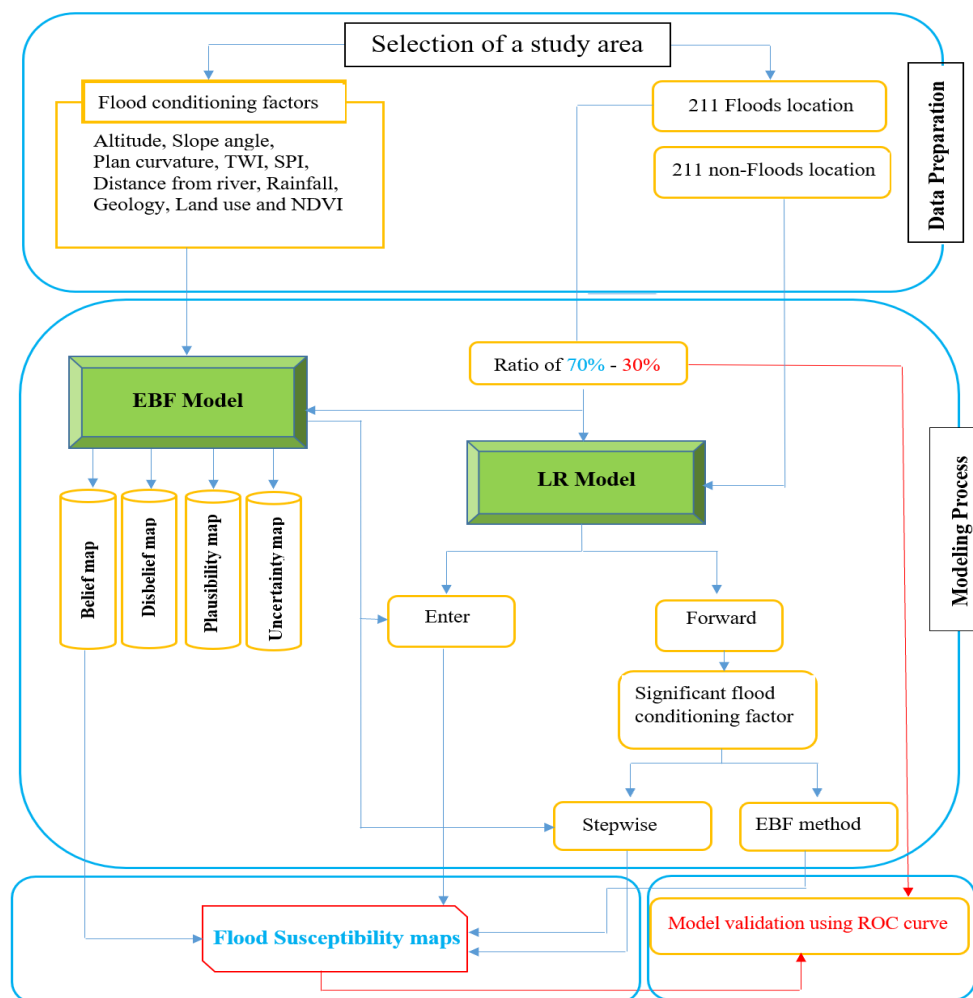 Selection of a study area
Flood conditioning factors
Altitude, Slope angle,
Plan curvature, TWI, SPI,
Distance from river, Rainfall,
Geology, Land use and NDVI
211 Floods location
211 non-Floods location
Data Preparation
Ratio of 70% - 30%
EBF Model
LR Model
Belief map
Disbelief map
Plausibility map
Uncertainty map
Enter
Forward
Significant flood
conditioning factor
Stepwise
EBF method
Modeling Process
Flood Susceptibility maps
Model validation using ROC curve